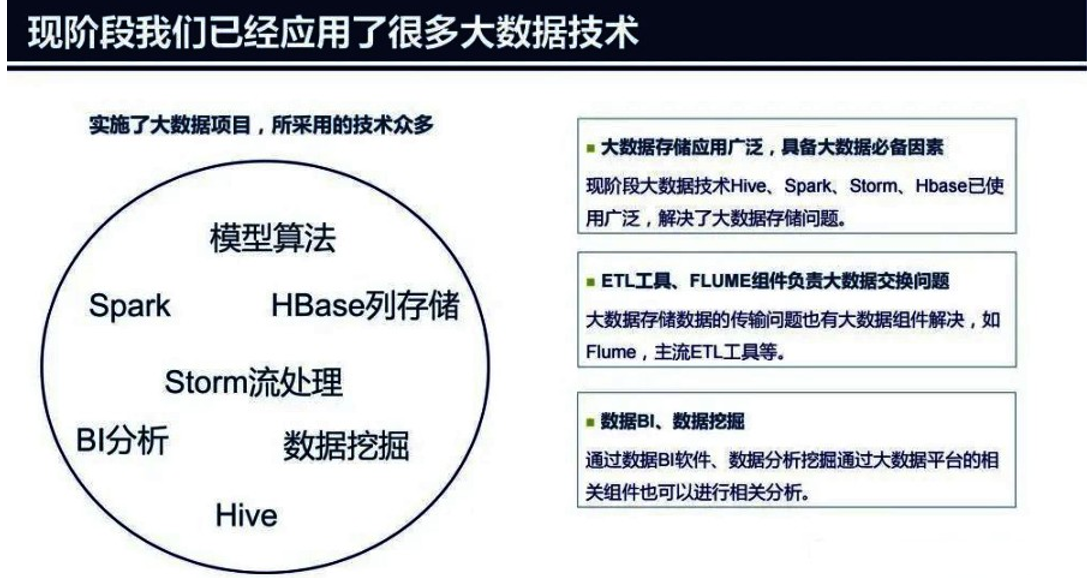 现阶段我们已经应用了很多大数据技术
实施了大数据项目，所采用的技术众多
模型算法
Spark
HBase列存储
Storm流处理
BI分析
数据挖掘
Hive
大数据存储应用广泛，具备大数据必备因素
现阶段大数据技术Hive、Spark、Storm、Hbase已使
用广泛，解决了大数据存储问题。
ETL工具、FLUME组件负责大数据交换问题
大数据存储数据的传输问题也有大数据组件解决，如
Flume，主流ETL工具等。
数据BI、数据挖掘
通过数据BI软件、数据分析挖掘通过大数据平台的相
关组件也可以进行相关分析。